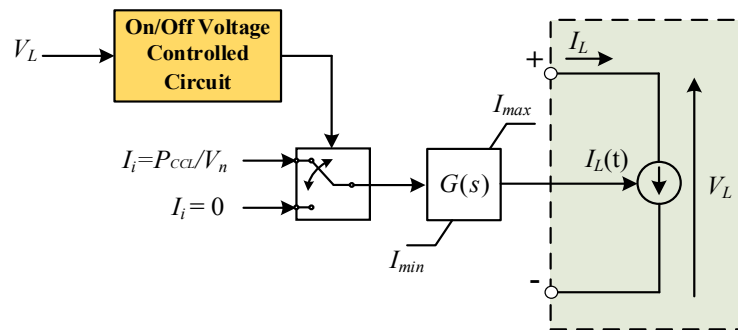 On/Off Voltage
Controlled
Circuit
V_L
I_L
+
I_max
I_i=P_CCL/V_n
G(s)
I_L(t)
V_L
I_i = 0
I_min
-